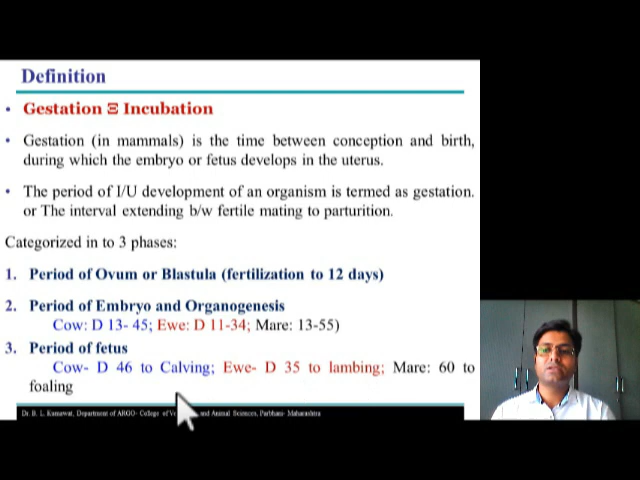 Definition
• Gestation Ξ Incubation
• Gestation (in mammals) is the time between conception and birth,
during which the embryo or fetus develops in the uterus.
• The period of I/U development of an organism is termed as gestation.
or The interval extending b/w fertile mating to parturition.
Categorized in to 3 phases:
1. Period of Ovum or Blastula (fertilization to 12 days)
2. Period of Embryo and Organogenesis
Cow: D 13- 45; Ewe: D 11-34; Mare: 13-55)
3. Period of fetus
Cow- D 46 to Calving; Ewe- D 35 to lambing; Mare: 60 to
foaling
Dr. B. L. Kumawat, Department of ARGO- College of and Animal Sciences, Parbhani- Maharashtra